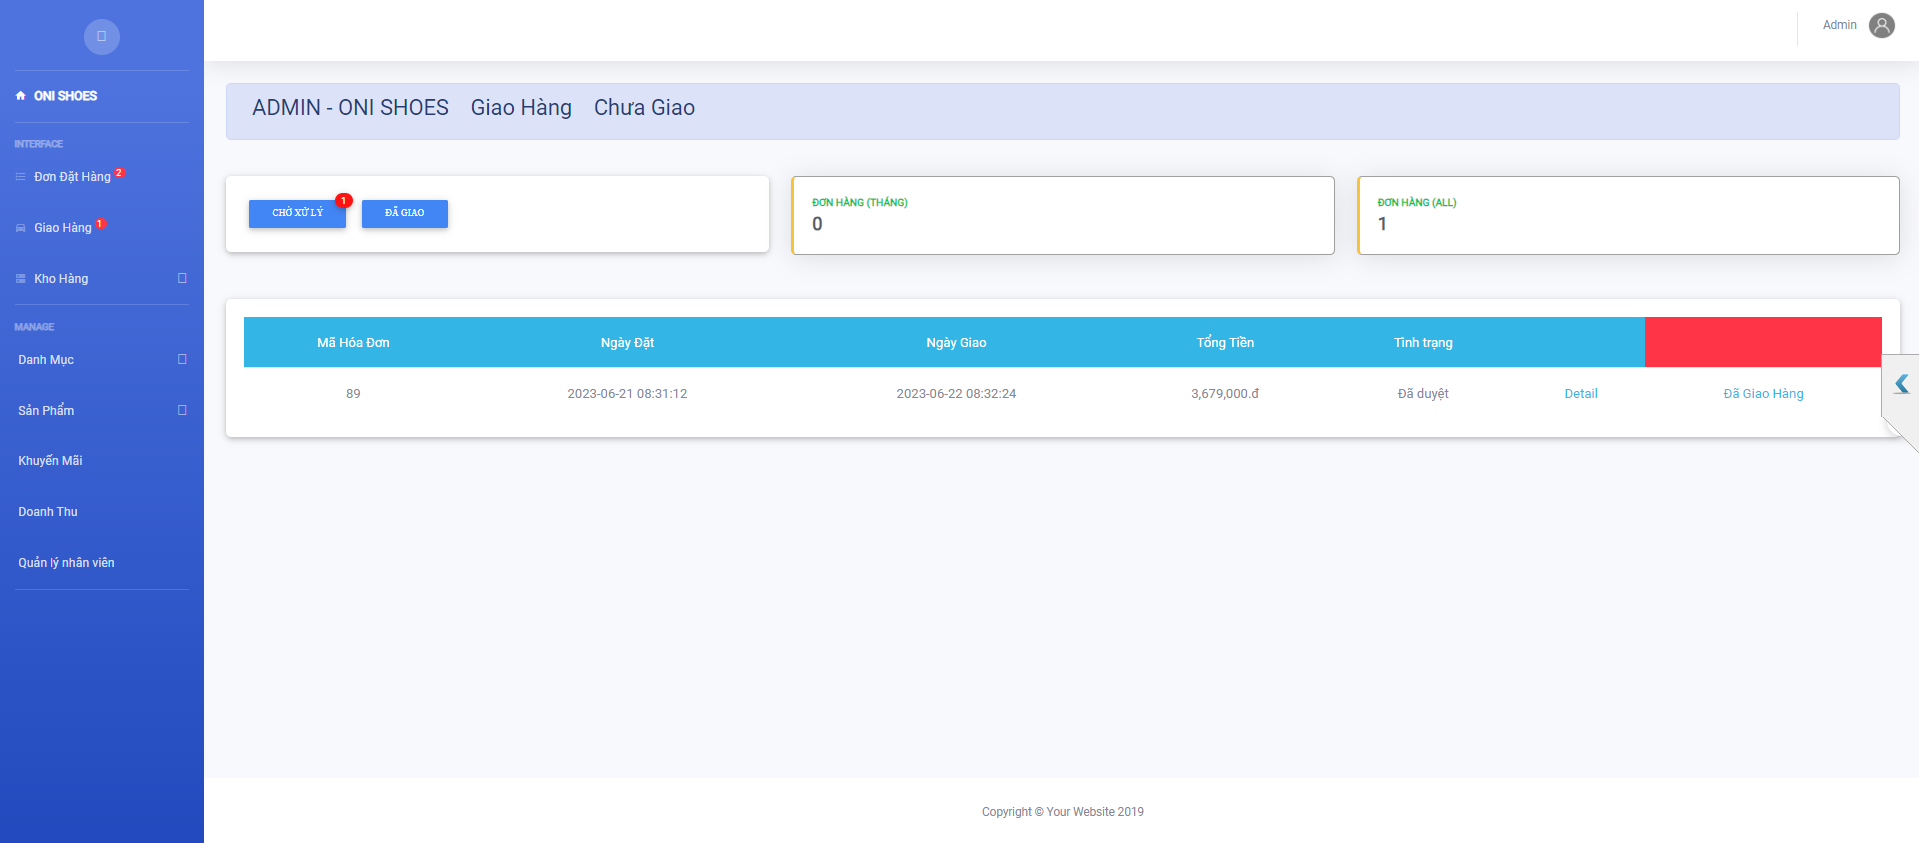 Admin
ONI SHOES
INTERFACE
Đơn Đặt Hàng 2
Giao Hàng 1
Kho Hàng
MANAGE
Danh Mục
Sản Phẩm
Khuyến Mãi
Doanh Thu
Quản lý nhân viên
ADMIN - ONI SHOES Giao Hàng Chưa Giao
CHỜ XỬ LÝ 1 ĐÃ GIAO
ĐƠN HÀNG (THÁNG)
0
ĐƠN HÀNG (ALL)
1
Mã Hóa Đơn Ngày Đặt Ngày Giao Tổng Tiền Tình trạng
89 2023-06-21 08:31:12 2023-06-22 08:32:24 3,679,000.đ Đã duyệt Detail Đã Giao Hàng
Copyright © Your Website 2019